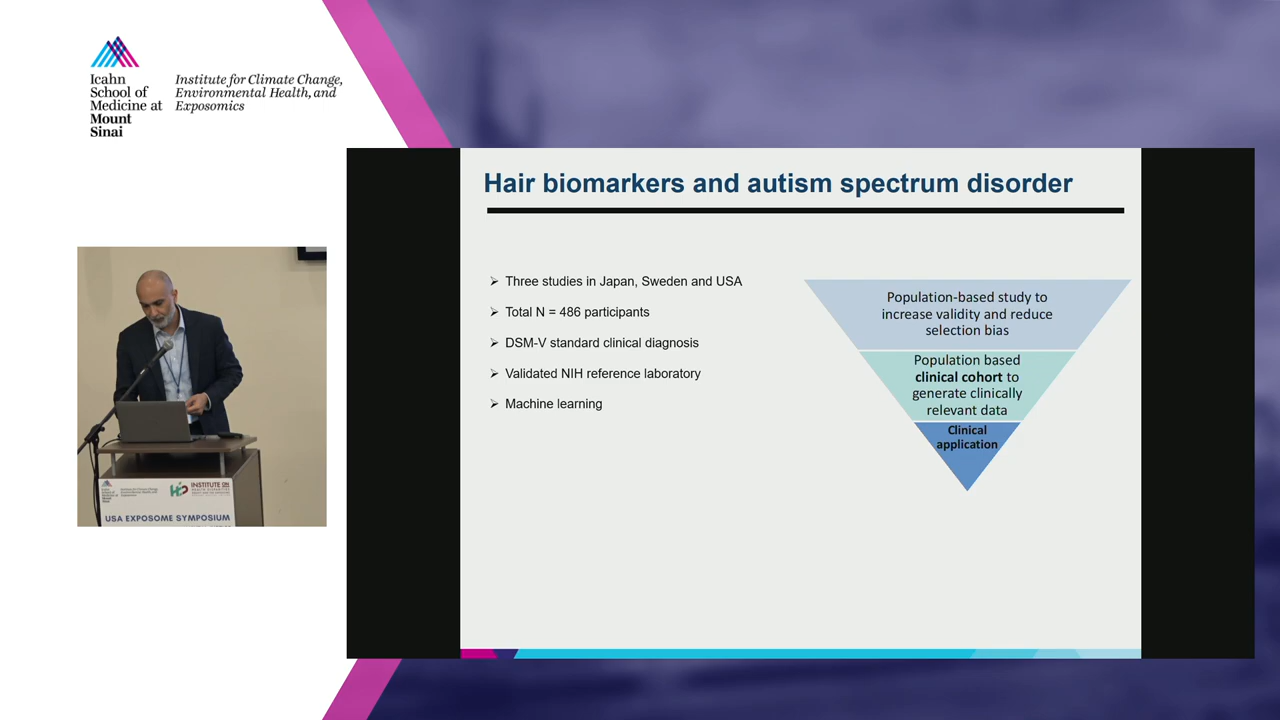 Icahn
School of
Medicine at
Mount
Sinai
Institute for Climate Change,
Environmental Health, and
Exposomics
Hair biomarkers and autism spectrum disorder
Three studies in Japan, Sweden and USA
Total N = 486 participants
DSM-V standard clinical diagnosis
Validated NIH reference laboratory
Machine learning
Population-based study to
increase validity and reduce
selection bias
Population based
clinical cohort to
generate clinically
relevant data
Clinical
application
INSTITUTE ON
USA EXPOSOME SYMPOSIUM